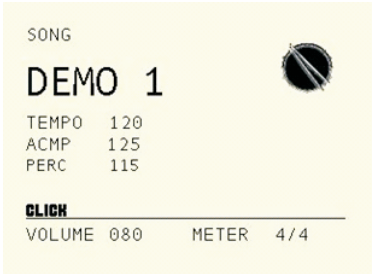 SONG
DEMO 1
TEMPO 120
ACMP 125
PERC 115
CLICK
VOLUME 080 METER 4/4